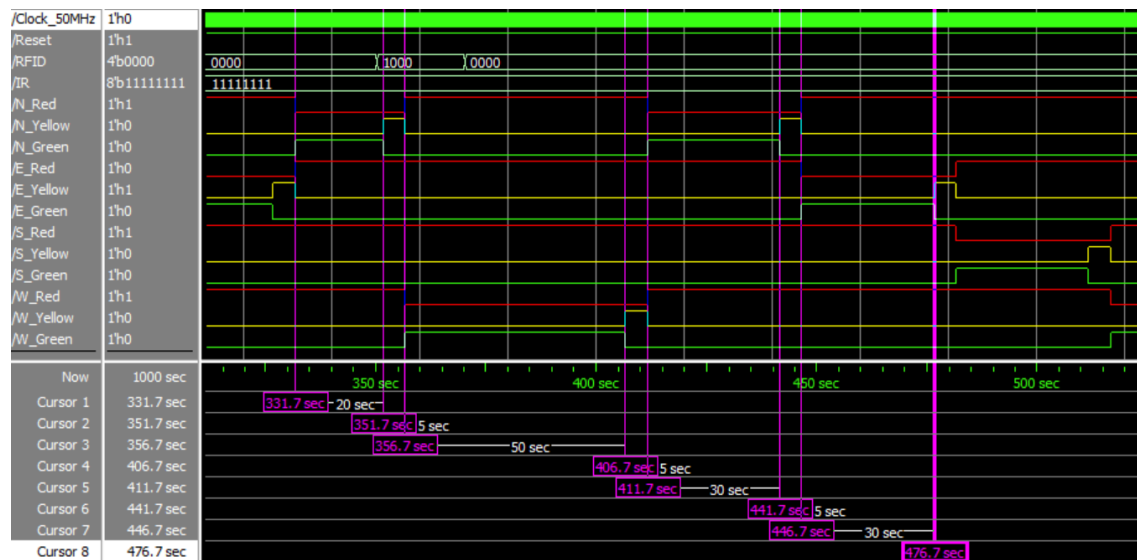 /Clock_50MHz 1'h0
/Reset 1'h1
/RFID 4'b0000 0000 1000 0000
/IR 8'b11111111 11111111
/N_Red 1'h1
/N_Yellow 1'h0
/N_Green 1'h0
/E_Red 1'h0
/E_Yellow 1'h1
/E_Green 1'h0
/S_Red 1'h1
/S_Yellow 1'h0
/S_Green 1'h0
/W_Red 1'h1
/W_Yellow 1'h0
/W_Green 1'h0
Now 1000 sec 350 sec 400 sec 450 sec 500 sec
Cursor 1 331.7 sec 331.7 sec 20 sec
Cursor 2 351.7 sec 351.7 sec 5 sec
Cursor 3 356.7 sec 356.7 sec 50 sec
Cursor 4 406.7 sec 406.7 sec 5 sec
Cursor 5 411.7 sec 411.7 sec 30 sec
Cursor 6 441.7 sec 441.7 sec 5 sec
Cursor 7 446.7 sec 446.7 sec 30 sec
Cursor 8 476.7 sec 476.7 sec